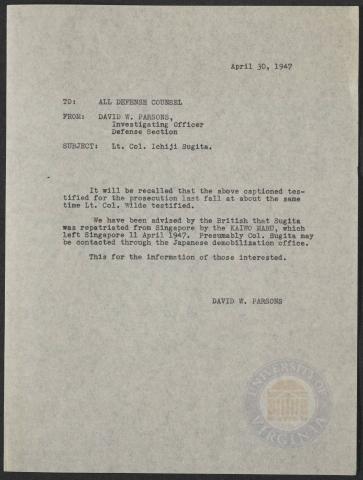 April 30, 1947
TO: ALL DEFENSE COUNSEL
FROM: DAVID W. PARSONS,
Investigating Officer
Defense Section
SUBJECT: Lt. Col. Ichiji Sugita.
It will be recalled that the above captioned tes-
tified for the prosecution last fall at about the same
time Lt. Col. Wilde testified.
We have been advised by the British that Sugita
was repatriated from Singapore by the KAIWO MARU, which
left Singapore 11 April 1947. Presumably Col. Sugita may
be contacted through the Japanese demobilization office.
This for the information of those interested.
DAVID W. PARSONS
UNIVERSITY OF
VIRGINIA